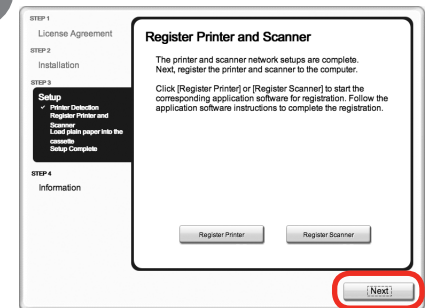 STEP 1
License Agreement
STEP 2
Installation
STEP 3
Setup
✓ Printer Detection
Register Printer and
Scanner
Load plain paper into the
cassette
Setup Complete
STEP 4
Information
Register Printer and Scanner
The printer and scanner network setups are complete.
Next, register the printer and scanner to the computer.
Click [Register Printer] or [Register Scanner] to start the
corresponding application software for registration. Follow the
application software instructions to complete the registration.
Register Printer
Register Scanner
Next